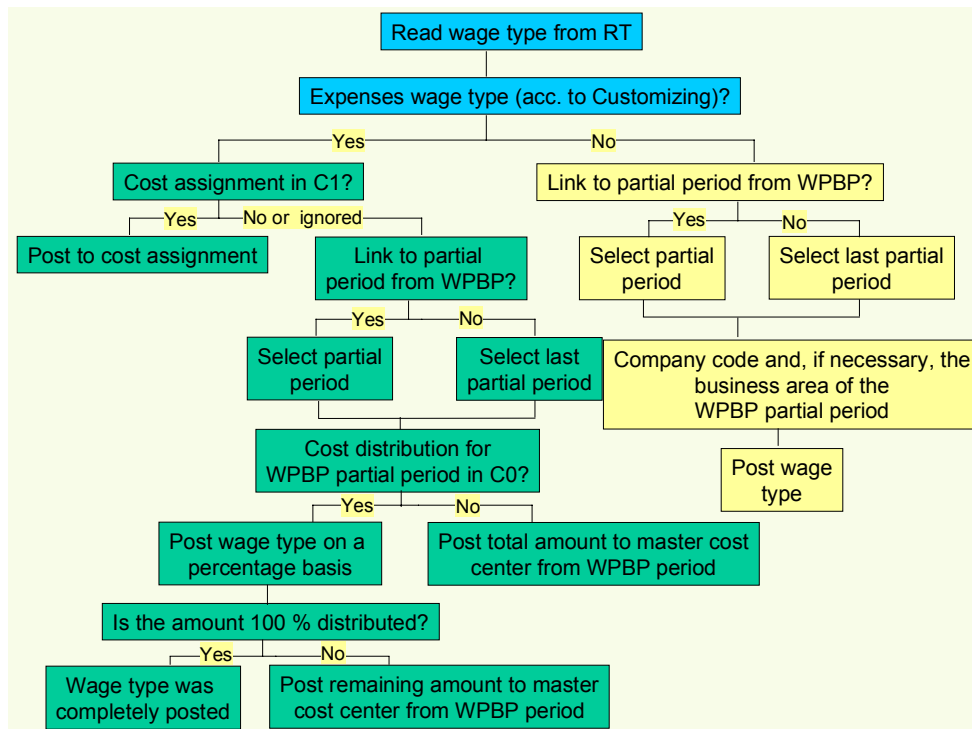 Read wage type from RT
Expenses wage type (acc. to Customizing)?
Yes
No
Cost assignment in C1?
Link to partial period from WPBP?
Yes
No or ignored
Yes
No
Post to cost assignment
Link to partial
period from WPBP?
Select partial
period
Select last partial
period
Yes
No
Select partial
period
Select last
partial period
Company code and, if necessary, the
business area of the
WPBP partial period
Cost distribution for
WPBP partial period in C0?
Post wage
type
Yes
No
Post wage type on a
percentage basis
Post total amount to master cost
center from WPBP period
Is the amount 100 % distributed?
Yes
No
Wage type was
completely posted
Post remaining amount to master
cost center from WPBP period